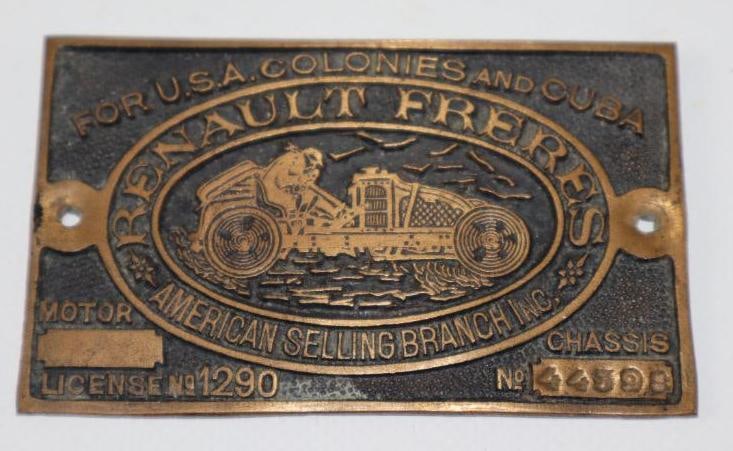 FOR U.S.A. COLONIES AND CUBA
RENAULT FRERES
AMERICAN SELLING BRANCH INC.
MOTOR
LICENSE No 1290
CHASSIS
No